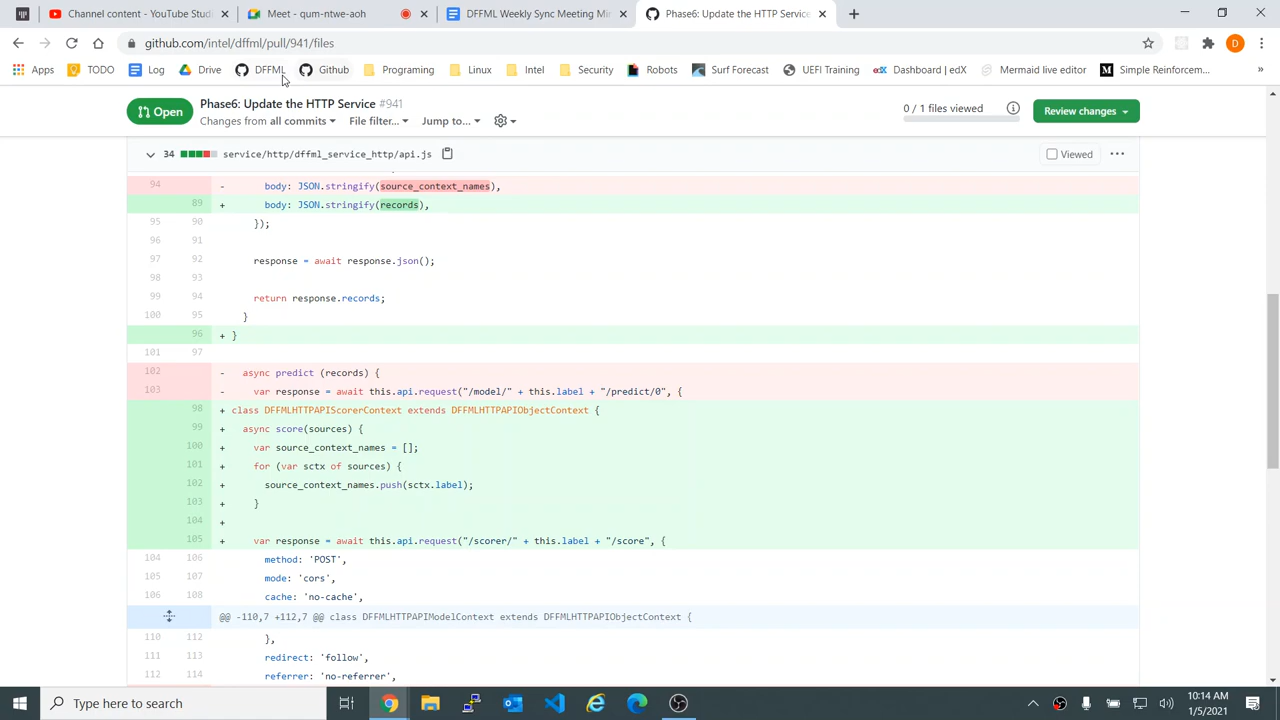 Channel content - YouTube Studi
Meet - qum-ntwe-aoh
DFFML Weekly Sync Meeting Min
Phase6: Update the HTTP Service
github.com/intel/dffml/pull/941/files
Apps TODO Log Drive DFFML Github Programing Linux Intel Security Robots Surf Forecast UEFI Training Dashboard | edX Mermaid live editor Simple Reinforcem... »
Open
Phase6: Update the HTTP Service #941
Changes from all commits File filter... Jump to...
0 / 1 files viewed
Review changes
34 service/http/dffml_service_http/api.js
Viewed
94 - body: JSON.stringify(source_context_names),
89 + body: JSON.stringify(records),
95 90 });
96 91
97 92 response = await response.json();
98 93
99 94 return response.records;
100 95 }
96 + }
101 97
102 - async predict (records) {
103 - var response = await this.api.request("/model/" + this.label + "/predict/0", {
98 + class DFFMLHTTPAPIScorerContext extends DFFMLHTTPAPIObjectContext {
99 + async score(sources) {
100 + var source_context_names = [];
101 + for (var sctx of sources) {
102 + source_context_names.push(sctx.label);
103 + }
104 +
105 + var response = await this.api.request("/scorer/" + this.label + "/score", {
104 106 method: 'POST',
105 107 mode: 'cors',
106 108 cache: 'no-cache',
@@ -110,7 +112,7 @@ class DFFMLHTTPAPIModelContext extends DFFMLHTTPAPIObjectContext {
110 112 },
111 113 redirect: 'follow',
112 114 referrer: 'no-referrer',
Type here to search
10:14 AM
1/5/2021